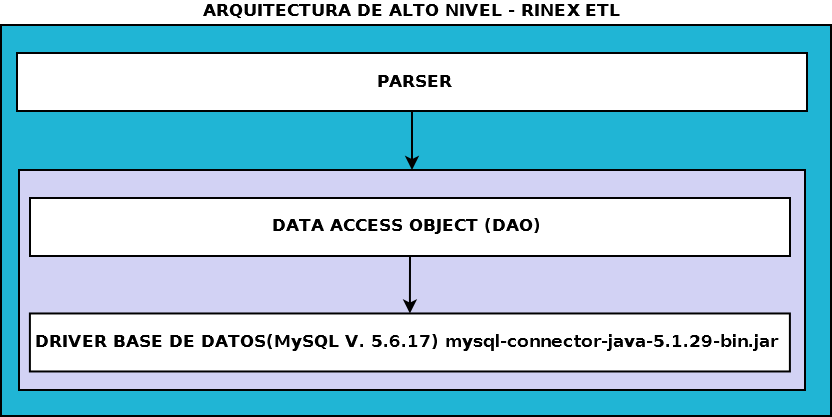 ARQUITECTURA DE ALTO NIVEL - RINEX ETL
PARSER
DATA ACCESS OBJECT (DAO)
DRIVER BASE DE DATOS(MySQL V. 5.6.17) mysql-connector-java-5.1.29-bin.jar